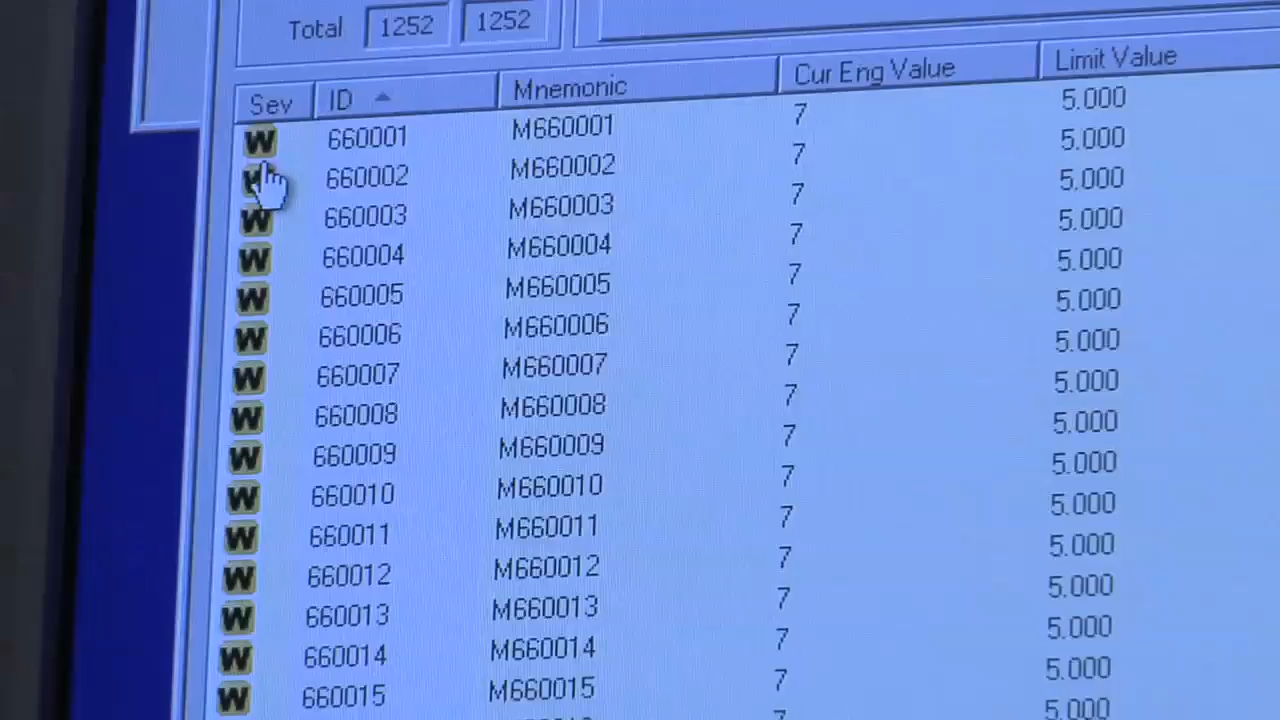 Total 1252 1252
Sev ID Mnemonic Cur Eng Value Limit Value
W 660001 M660001 7 5.000
W 660002 M660002 7 5.000
W 660003 M660003 7 5.000
W 660004 M660004 7 5.000
W 660005 M660005 7 5.000
W 660006 M660006 7 5.000
W 660007 M660007 7 5.000
W 660008 M660008 7 5.000
W 660009 M660009 7 5.000
W 660010 M660010 7 5.000
W 660011 M660011 7 5.000
W 660012 M660012 7 5.000
W 660013 M660013 7 5.000
W 660014 M660014 7 5.000
W 660015 M660015 7 5.000
5.000